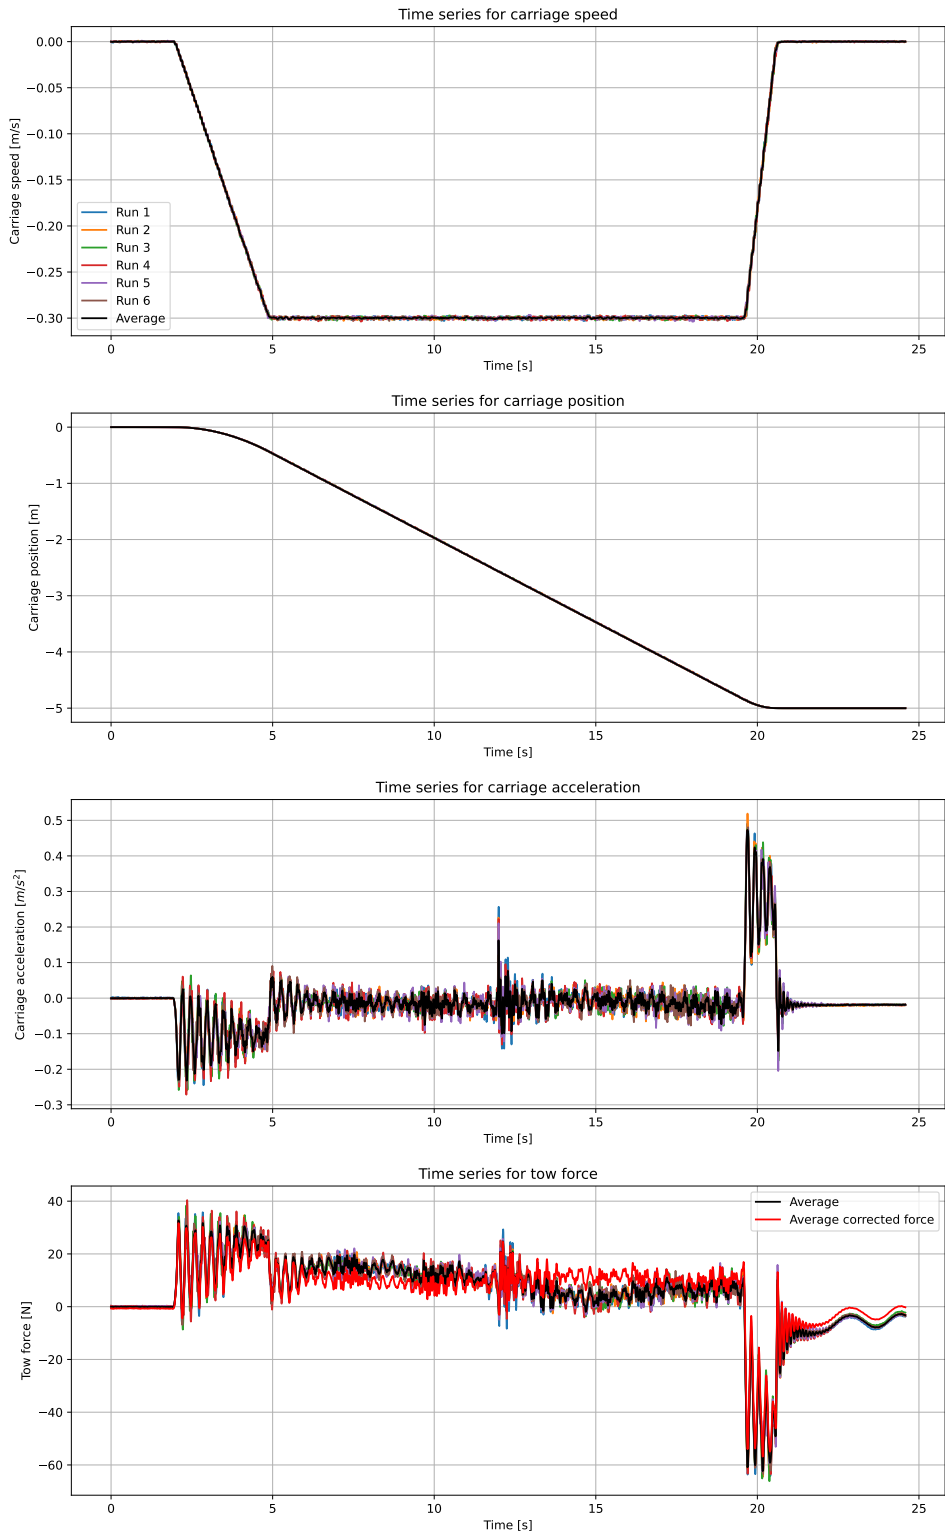 Time series for carriage speed
Carriage speed [m/s]
0.00
−0.05
−0.10
−0.15
−0.20
−0.25
−0.30
Run 1
Run 2
Run 3
Run 4
Run 5
Run 6
Average
0 5 10 15 20 25
Time [s]
Time series for carriage position
Carriage position [m]
0
−1
−2
−3
−4
−5
0 5 10 15 20 25
Time [s]
Time series for carriage acceleration
Carriage acceleration [m/s²]
0.5
0.4
0.3
0.2
0.1
0.0
−0.1
−0.2
−0.3
0 5 10 15 20 25
Time [s]
Time series for tow force
Tow force [N]
40
20
0
−20
−40
−60
Average
Average corrected force
0 5 10 15 20 25
Time [s]